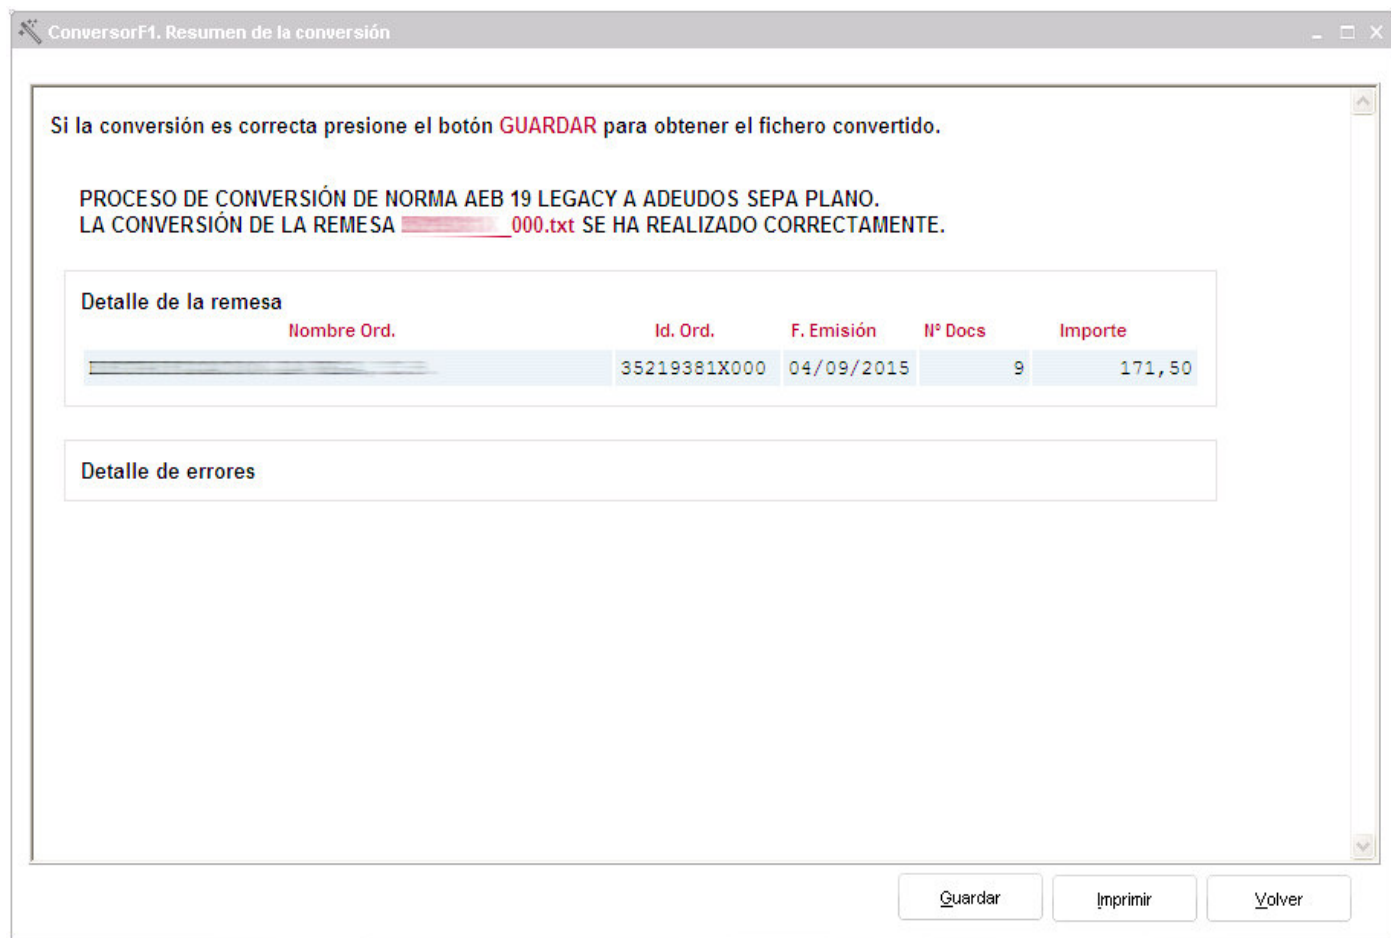 ConversorF1. Resumen de la conversión
Si la conversión es correcta presione el botón GUARDAR para obtener el fichero convertido.
PROCESO DE CONVERSIÓN DE NORMA AEB 19 LEGACY A ADEUDOS SEPA PLANO.
LA CONVERSIÓN DE LA REMESA _000.txt SE HA REALIZADO CORRECTAMENTE.
Detalle de la remesa
Nombre Ord. Id. Ord. F. Emisión Nº Docs Importe
35219381X000 04/09/2015 9 171,50
Detalle de errores
Guardar Imprimir Volver